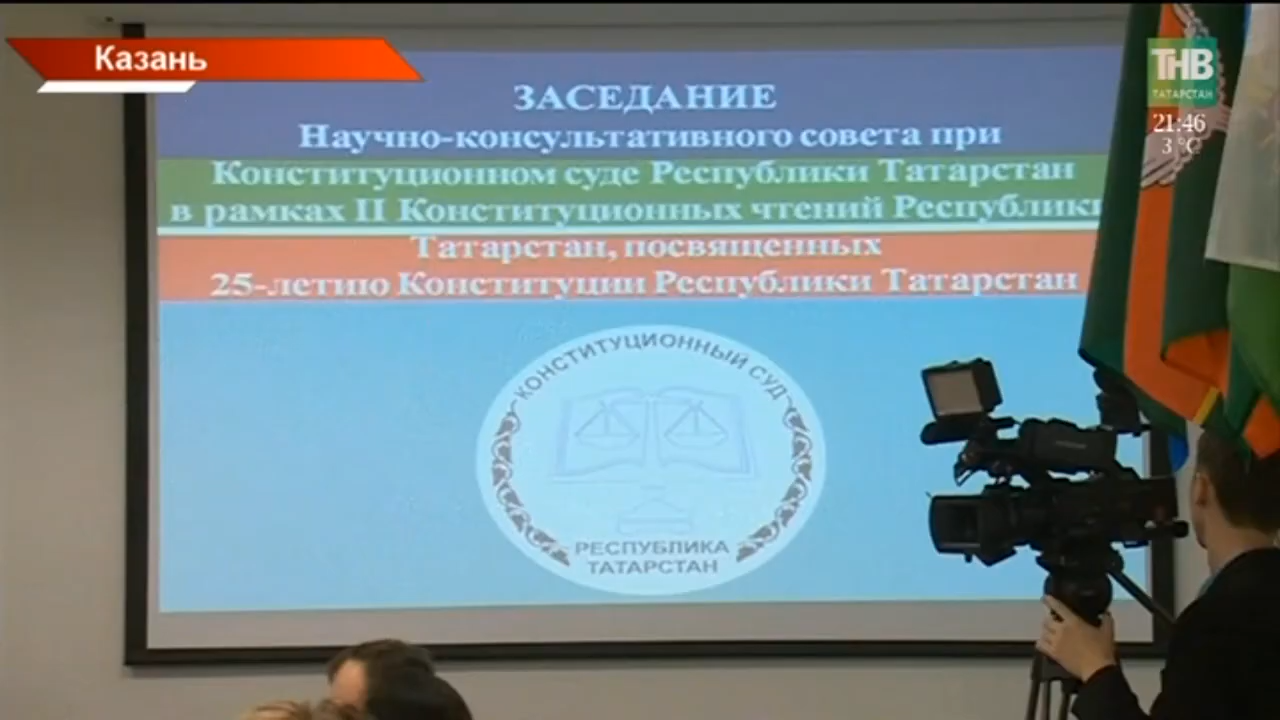 Казань
ТНВ
ТАТАРСТАН
21:46
3 °C
ЗАСЕДАНИЕ
Научно-консультативного совета при
Конституционном суде Республики Татарстан
в рамках II Конституционных чтений Республики
Татарстан, посвященных
25-летию Конституции Республики Татарстан
КОНСТИТУЦИОННЫЙ СУД
РЕСПУБЛИКА
ТАТАРСТАН